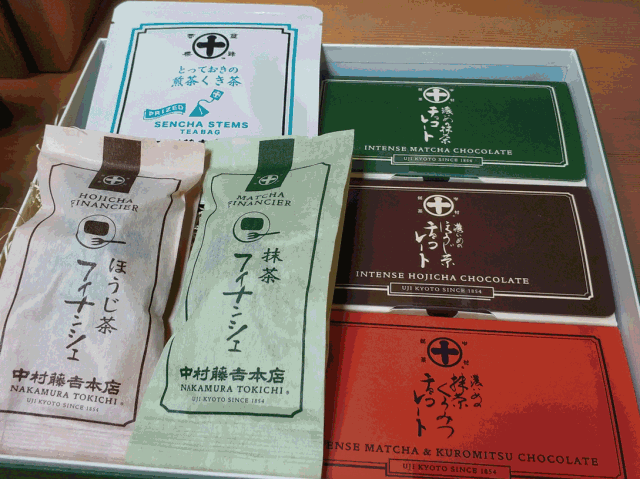 とっておきの
煎茶くき茶
PRIZED
SENCHA STEMS
TEABAG
濃いめの抹茶
チョコレート
INTENSE MATCHA CHOCOLATE
UJI KYOTO SINCE 1854
濃いめの
ほうじ茶
チョコレート
INTENSE HOJICHA CHOCOLATE
UJI KYOTO SINCE 1854
濃いめの
抹茶
くろみつ
チョコレート
INTENSE MATCHA & KUROMITSU CHOCOLATE
UJI KYOTO SINCE 1854
HOJICHA
FINANCIER
ほうじ茶
フィナンシェ
中村藤吉本店
NAKAMURA TOKICHI
UJI KYOTO SINCE 1854
MATCHA
FINANCIER
抹茶
フィナンシェ
中村藤吉本店
NAKAMURA TOKICHI
UJI KYOTO SINCE 1854